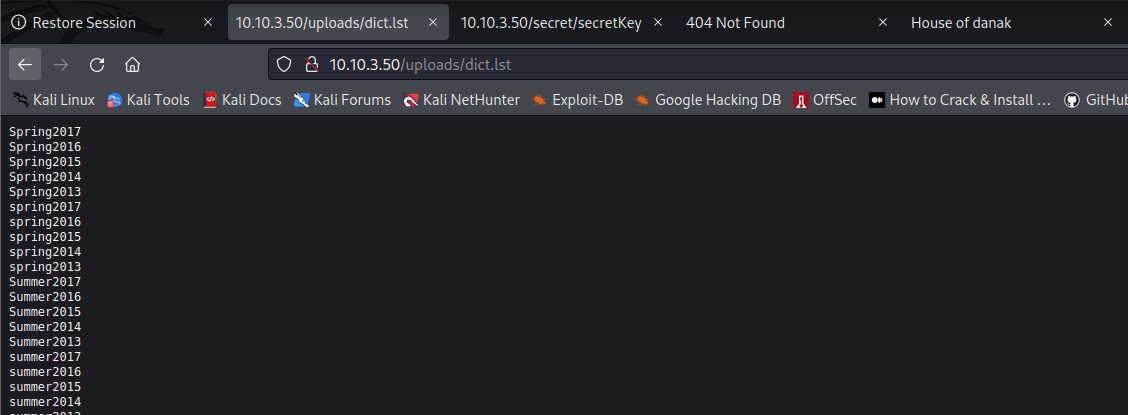 Restore Session
10.10.3.50/uploads/dict.lst
10.10.3.50/secret/secretKey
404 Not Found
House of danak
10.10.3.50/uploads/dict.lst
Kali Linux
Kali Tools
Kali Docs
Kali Forums
Kali NetHunter
Exploit-DB
Google Hacking DB
OffSec
How to Crack & Install ...
GitHub
Spring2017
Spring2016
Spring2015
Spring2014
Spring2013
spring2017
spring2016
spring2015
spring2014
spring2013
Summer2017
Summer2016
Summer2015
Summer2014
Summer2013
summer2017
summer2016
summer2015
summer2014
summer2013